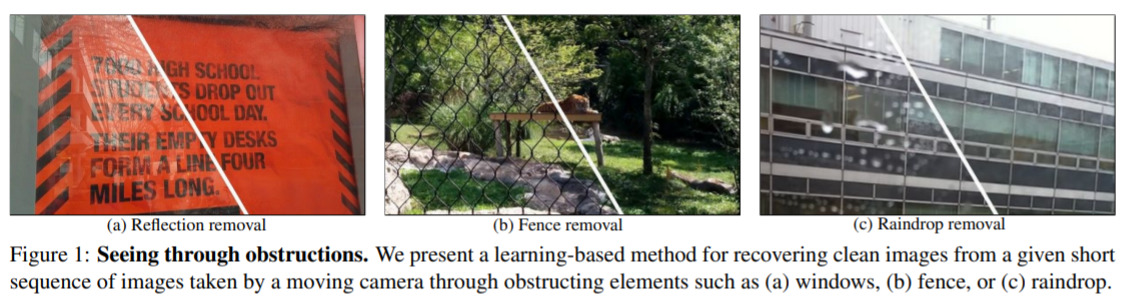 7000 HIGH SCHOOL
STUDENTS DROP OUT
EVERY SCHOOL DAY.
THEIR EMPTY DESKS
FORM A LINE FOUR
MILES LONG.
(a) Reflection removal
(b) Fence removal
(c) Raindrop removal
Figure 1: Seeing through obstructions. We present a learning-based method for recovering clean images from a given short
sequence of images taken by a moving camera through obstructing elements such as (a) windows, (b) fence, or (c) raindrop.